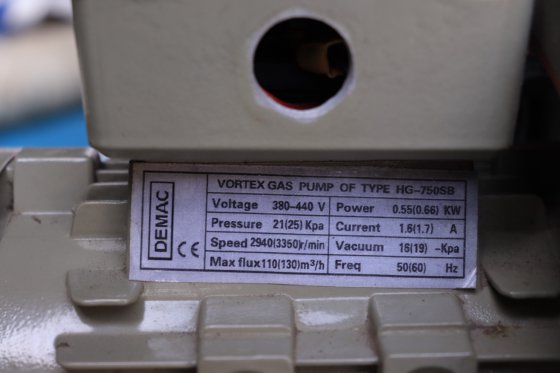 DEMAC
CE
VORTEX GAS PUMP OF TYPE HG-750SB
Voltage 380-440 V Power 0.55(0.66) KW
Pressure 21(25) Kpa Current 1.6(1.7) A
Speed 2940(3350)r/min Vacuum 16(19) -Kpa
Max flux110(130)m³/h Freq 50(60) Hz